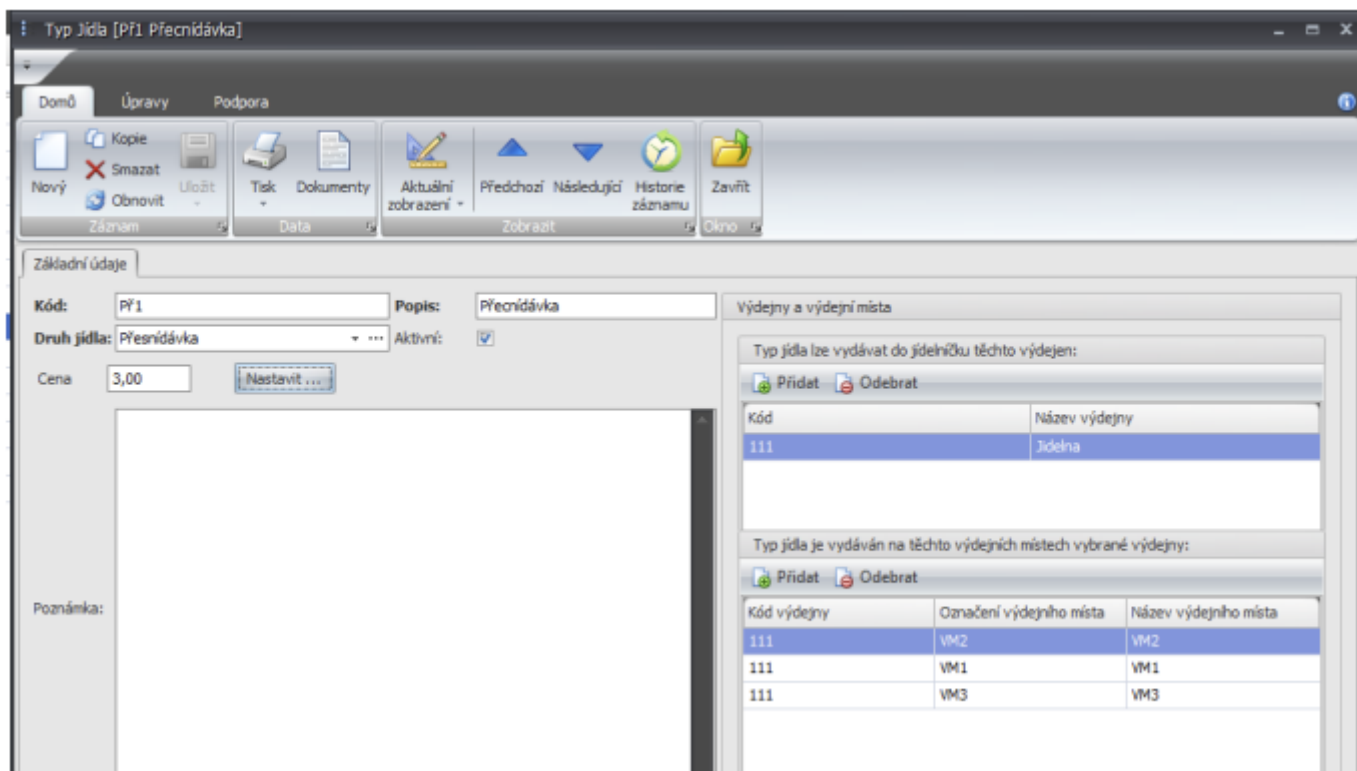 Typ Jídla [Př1 Přecnídávka]
Domů Úpravy Podpora
Nový Kopie Smazat Obnovit Uložit
Tisk Dokumenty
Aktuální zobrazení Předchozí Následující Historie záznamu
Zavřít
Záznam Data Zobrazit Okno
Základní údaje
Kód: Př1 Popis: Přecnídávka
Druh jídla: Přesnídávka Aktivní:
Cena 3,00 Nastavit ...
Poznámka:
Výdejny a výdejní místa
Typ jídla lze vydávat do jídelníčku těchto výdejen:
Přidat Odebrat
Kód Název výdejny
111 Jídelna
Typ jídla je vydáván na těchto výdejních místech vybrané výdejny:
Přidat Odebrat
Kód výdejny Označení výdejního místa Název výdejního místa
111 VM2 VM2
111 VM1 VM1
111 VM3 VM3